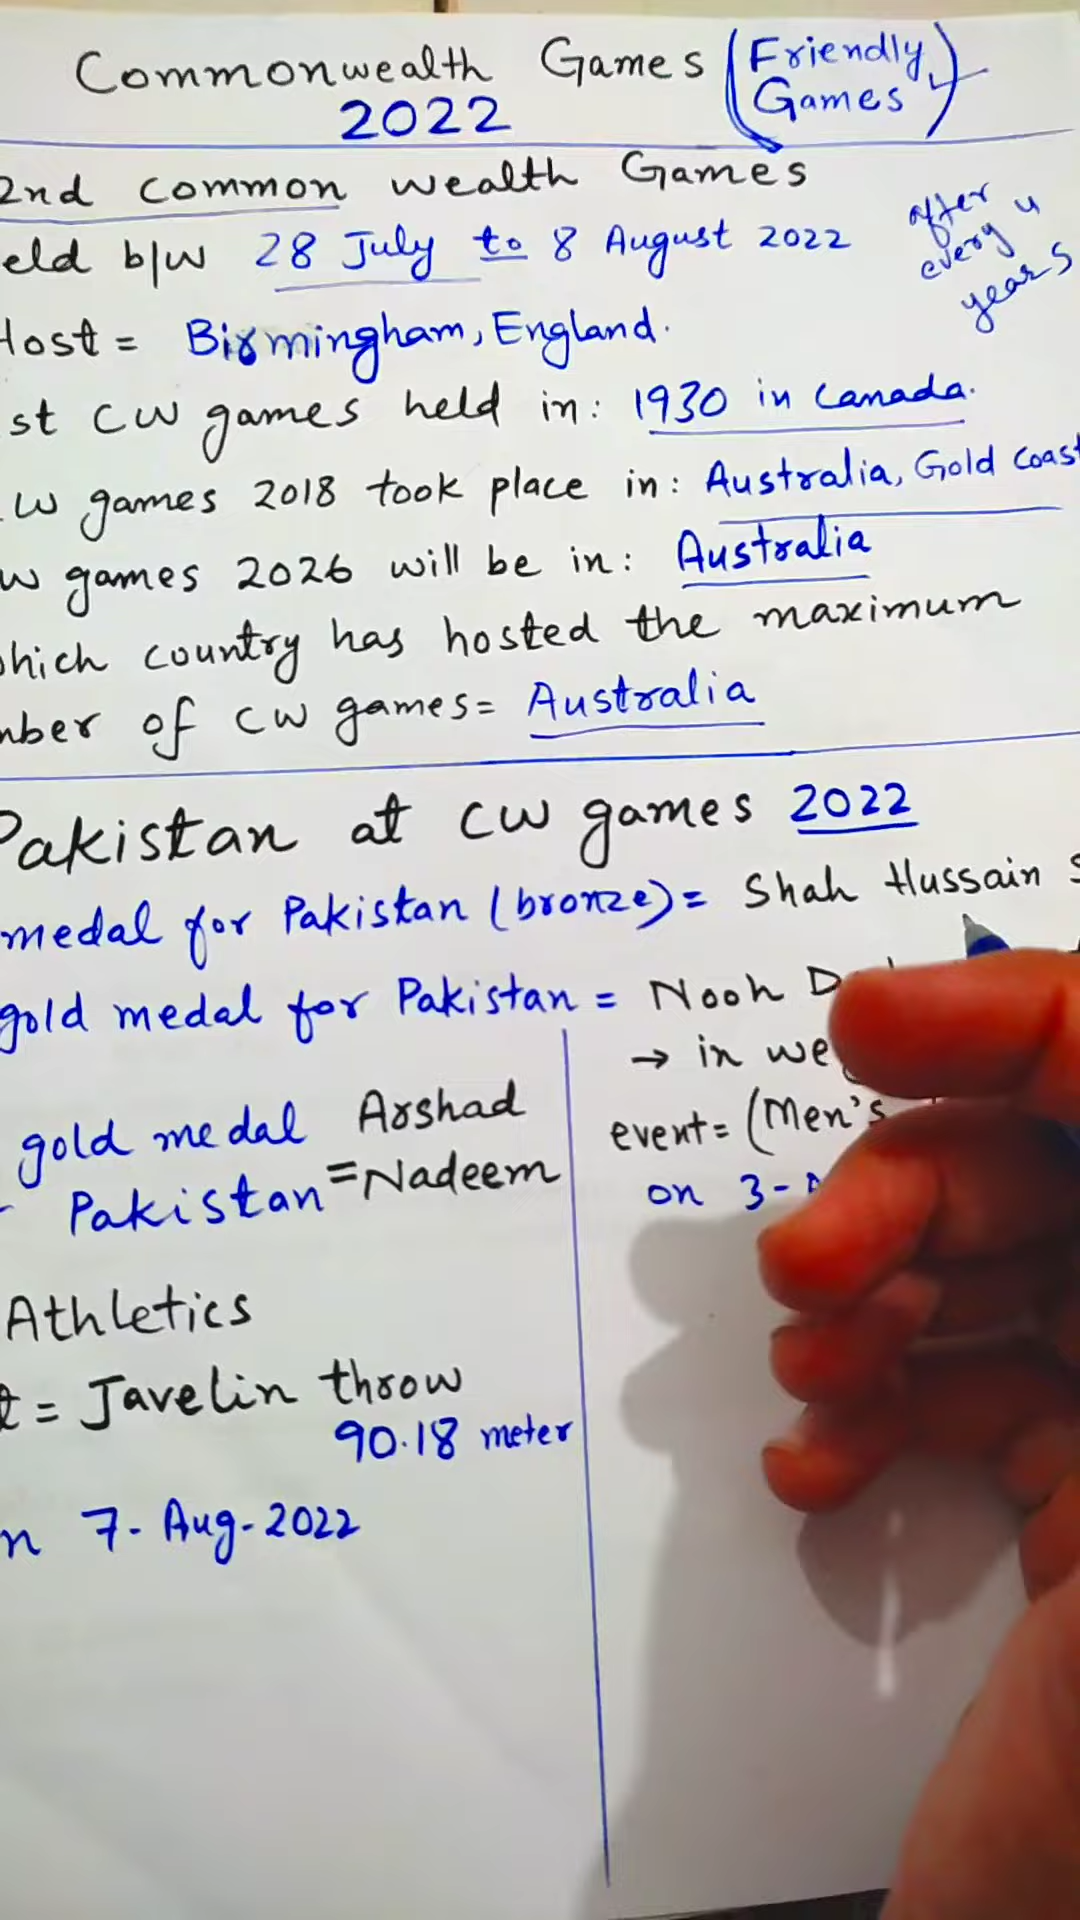 Commonwealth Games (Friendly Games)
2022
2nd common wealth Games
eld b/w 28 July to 8 August 2022
after every 4 years
Host = Birmingham, England.
st CW games held in: 1930 in Canada.
W games 2018 took place in: Australia, Gold Coast
w games 2026 will be in: Australia
which country has hosted the maximum
mber of CW games= Australia
Pakistan at CW games 2022
medal for Pakistan (bronze)= Shah Hussain S
gold medal for Pakistan = Nooh D
→ in we
event= (Men's
on 3-
gold medal Arshad
Pakistan =Nadeem
Athletics
t = Javelin throw
90.18 meter
n 7-Aug-2022